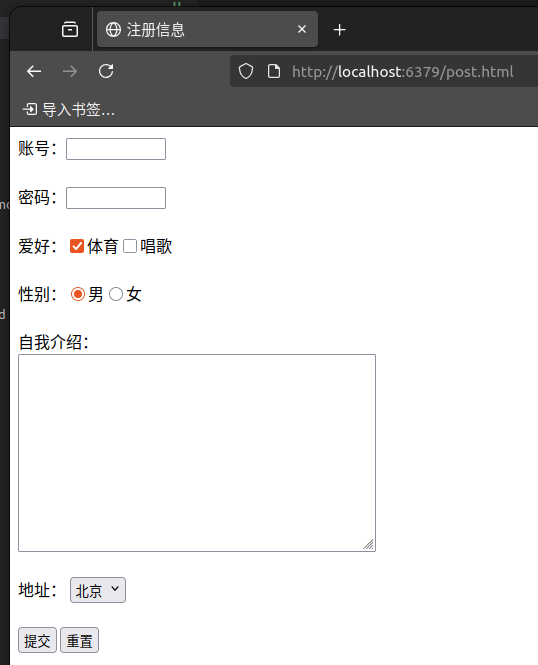 注册信息
http://localhost:6379/post.html
导入书签…
账号：
密码：
爱好： 体育 唱歌
性别： 男 女
自我介绍：
地址： 北京
提交 重置